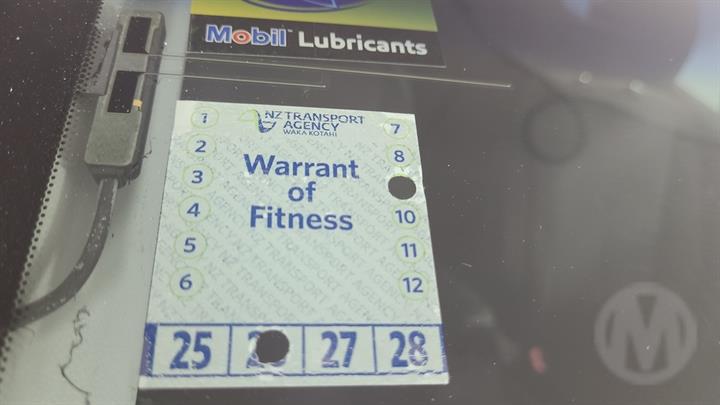 Mobil Lubricants
NZ TRANSPORT
AGENCY
WAKA KOTAHI
Warrant
of
Fitness
1
2
3
4
5
6
7
8
10
11
12
25 27 28
M